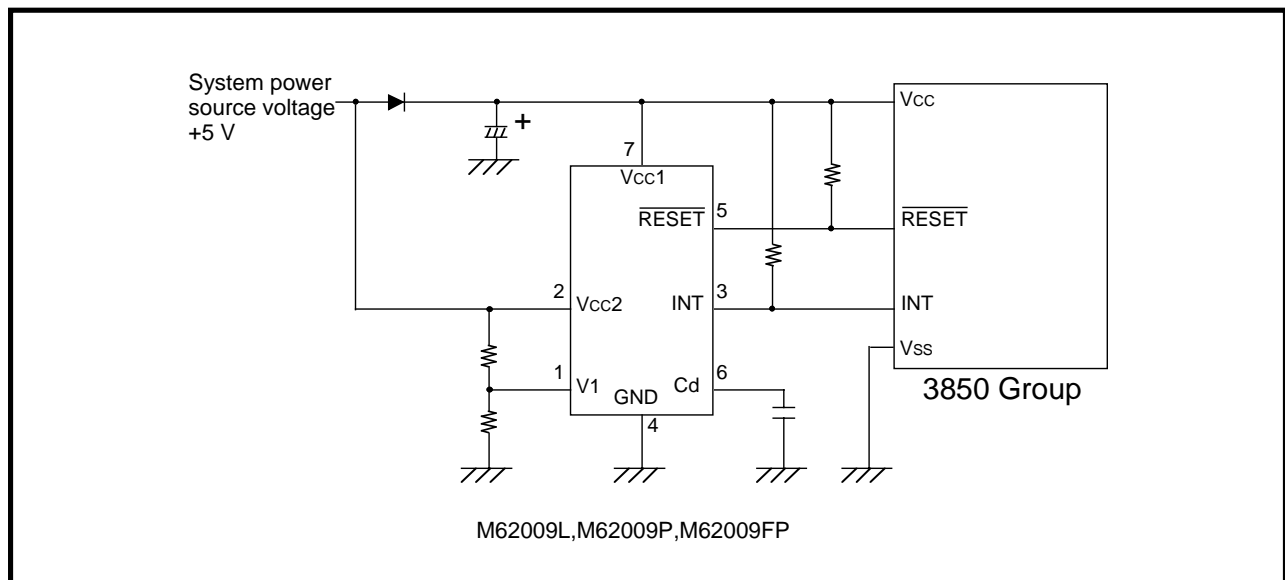 System power
source voltage
+5 V
+
7
VCC1
RESET
5
2
VCC2
INT
3
1
V1
GND
Cd
6
4
VCC
RESET
INT
VSS
3850 Group
M62009L,M62009P,M62009FP